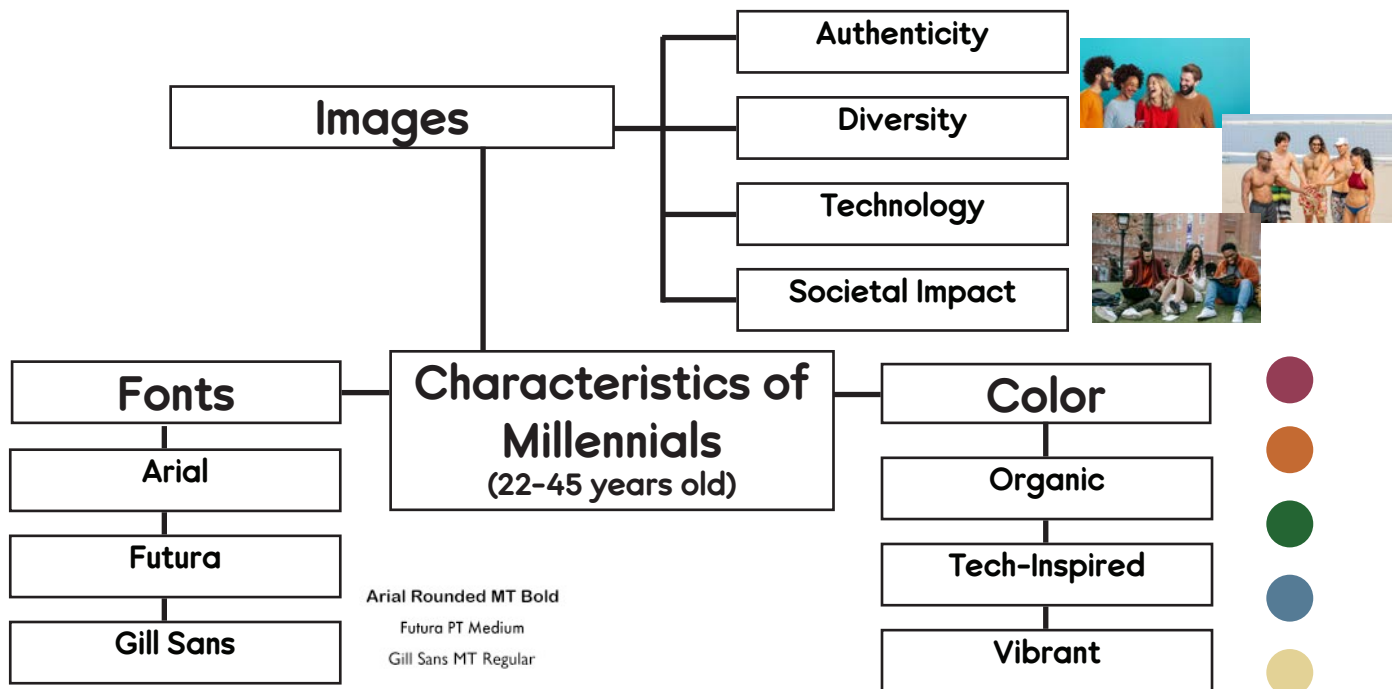 Images
Authenticity
Diversity
Technology
Societal Impact
Characteristics of
Millennials
(22-45 years old)
Fonts
Arial
Futura
Gill Sans
Arial Rounded MT Bold
Futura PT Medium
Gill Sans MT Regular
Color
Organic
Tech-Inspired
Vibrant